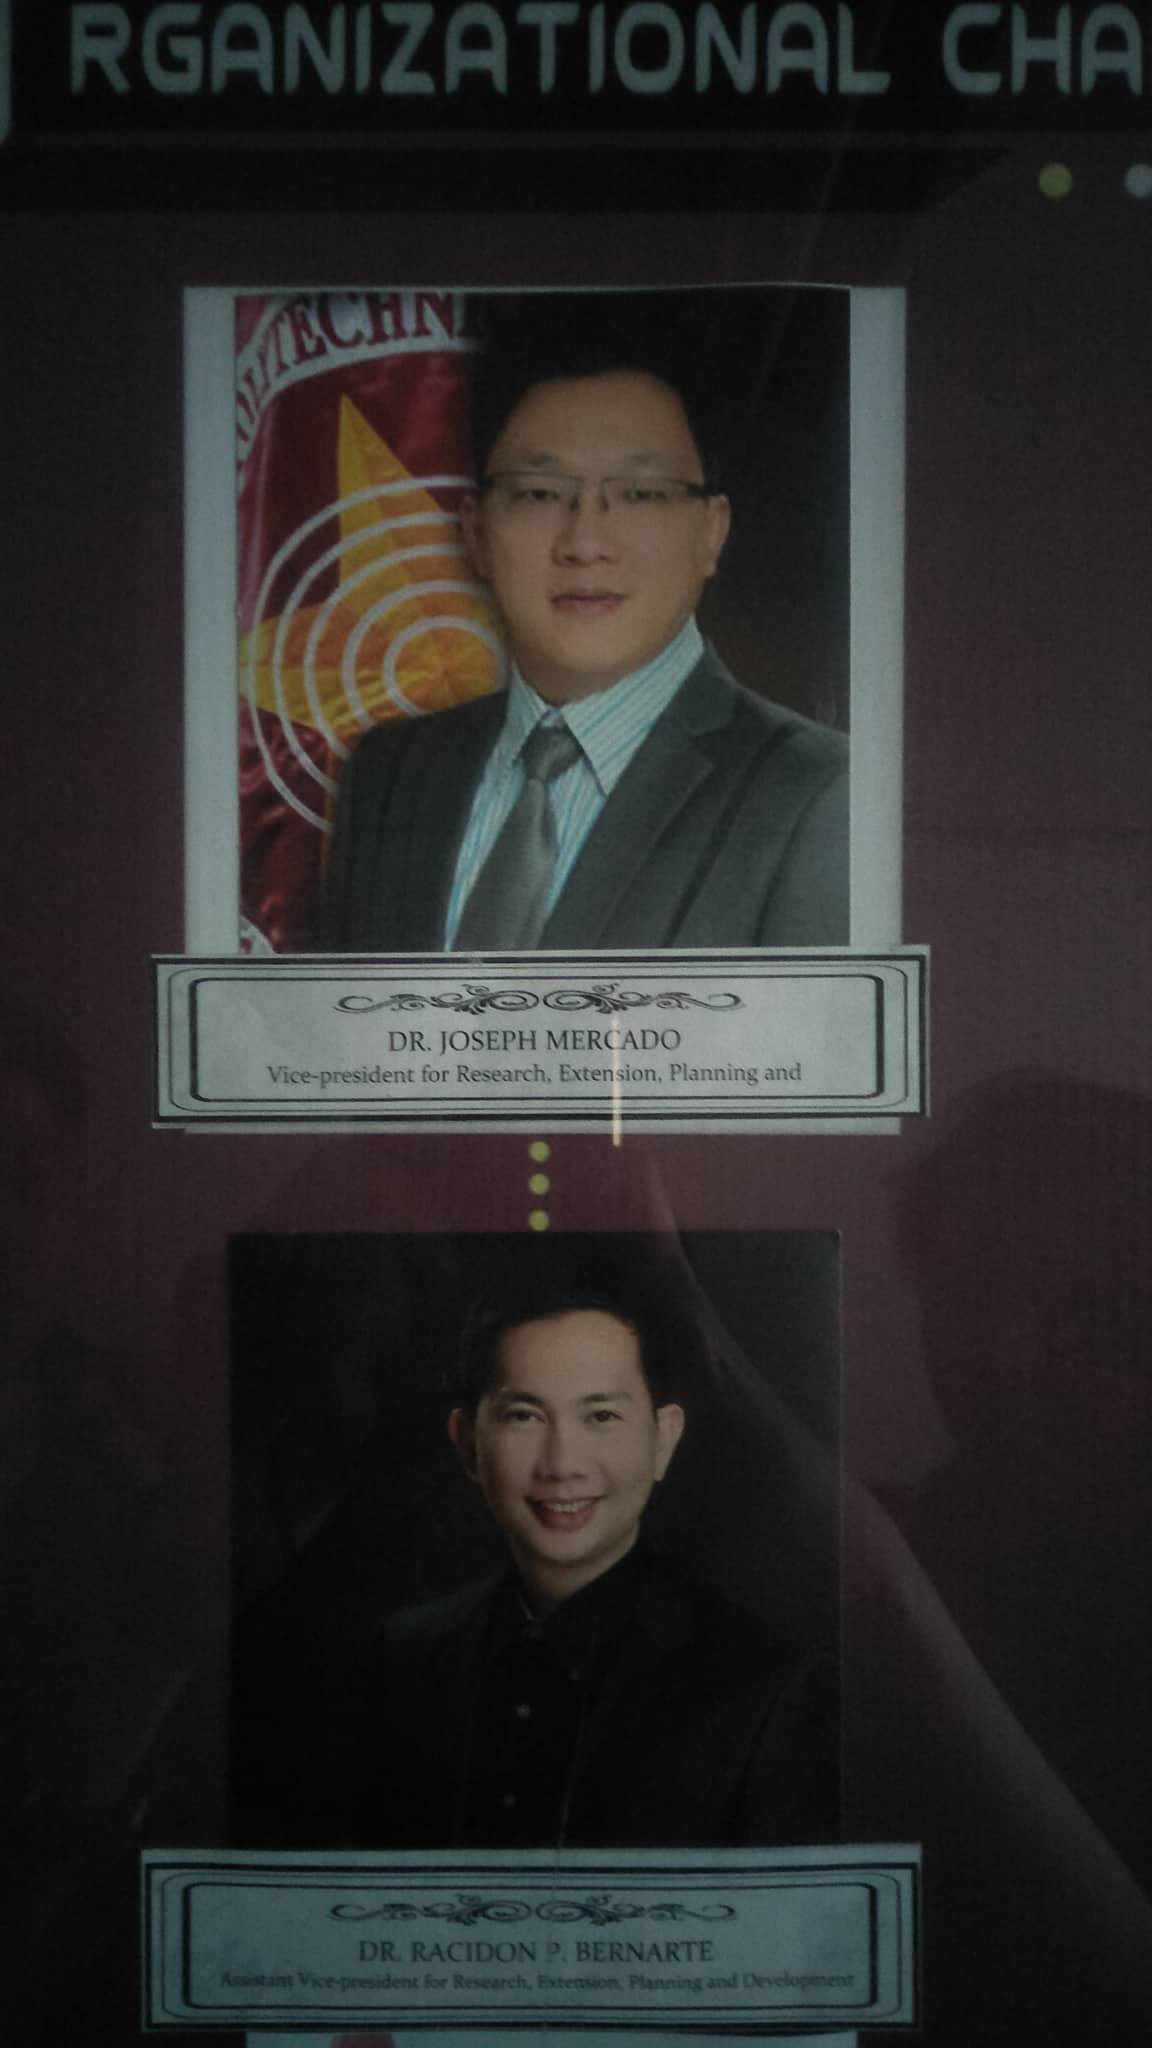 RGANIZATIONAL CHA
TECHN
DR. JOSEPH MERCADO
Vice-president for Research, Extension, Planning and
DR. RACIDON P. BERNARTE
Assistant Vice-president for Research, Extension, Planning and Development